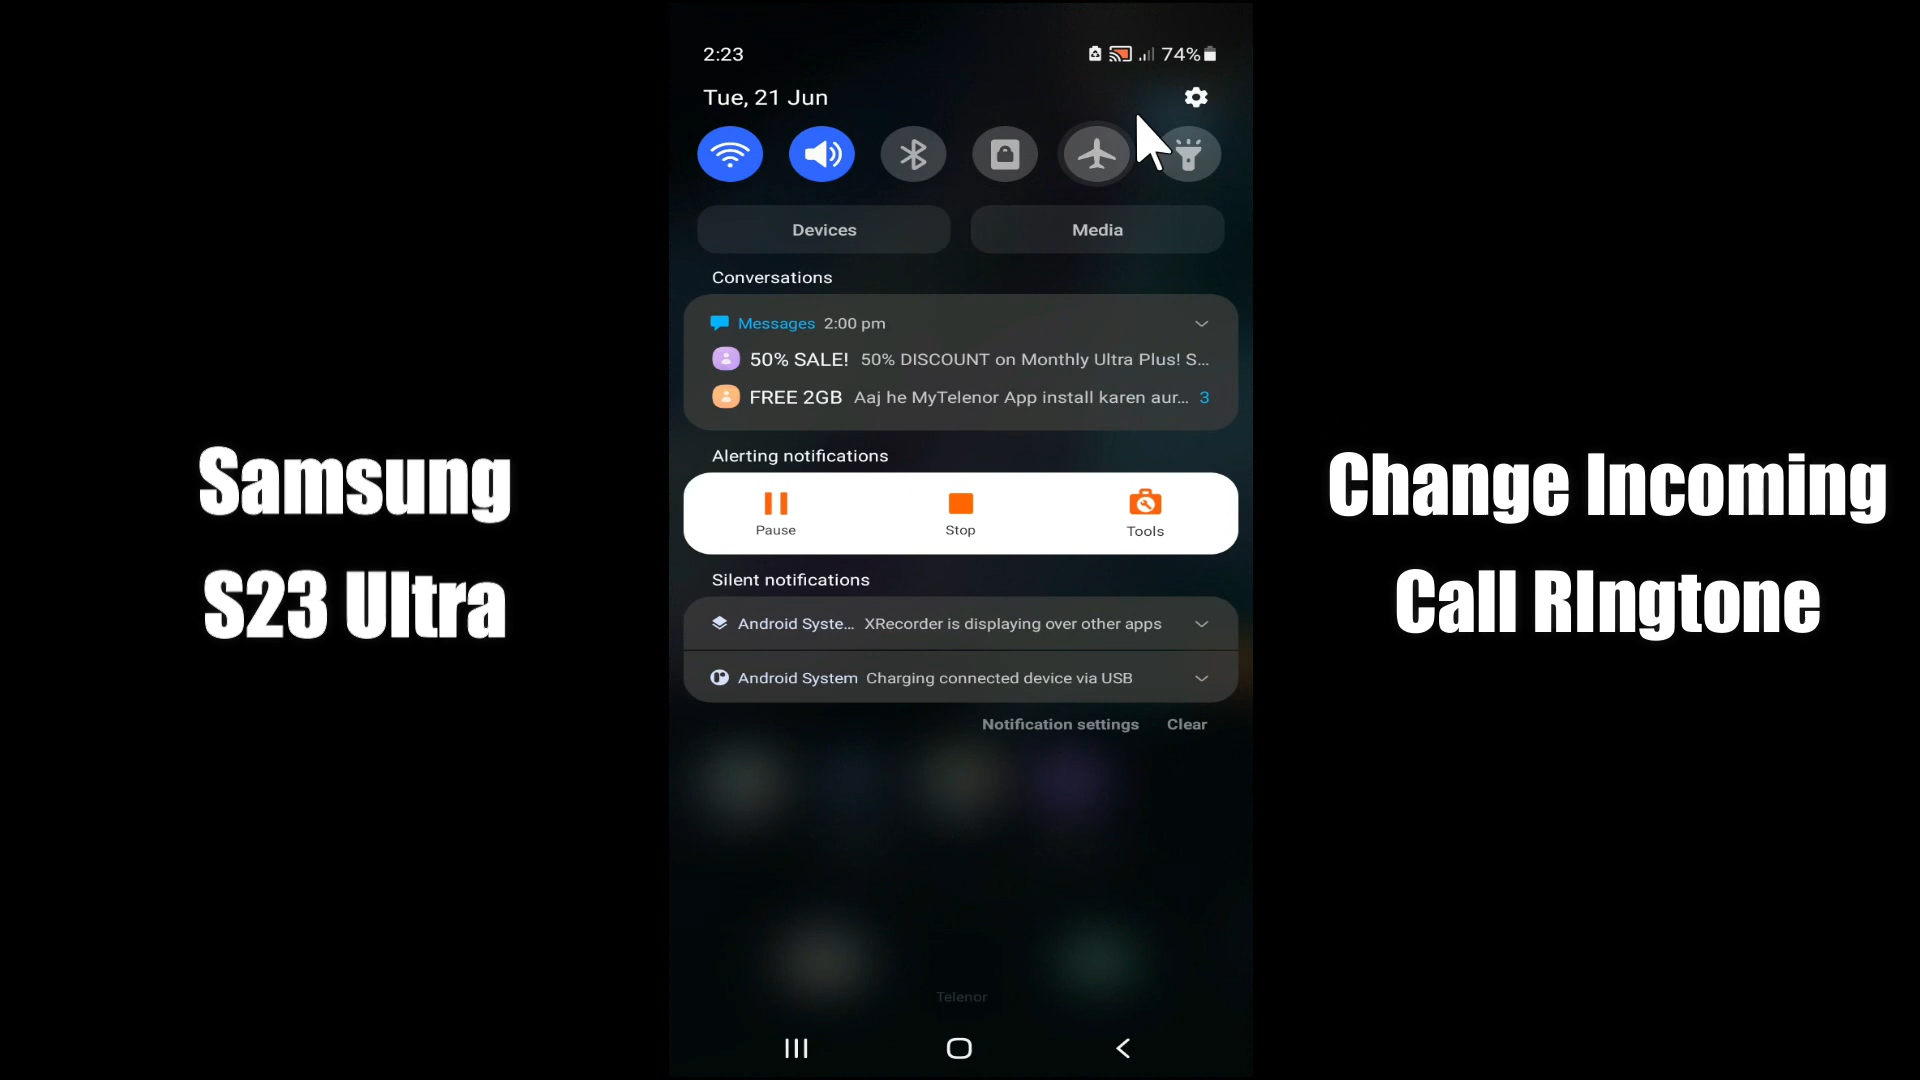 2:23
74%
Tue, 21 Jun
Devices
Media
Conversations
Messages 2:00 pm
50% SALE! 50% DISCOUNT on Monthly Ultra Plus! S...
FREE 2GB Aaj he MyTelenor App install karen aur... 3
Alerting notifications
Pause
Stop
Tools
Silent notifications
Android Syste... XRecorder is displaying over other apps
Android System Charging connected device via USB
Notification settings
Clear
Telenor
Samsung
S23 Ultra
Change Incoming
Call RIngtone